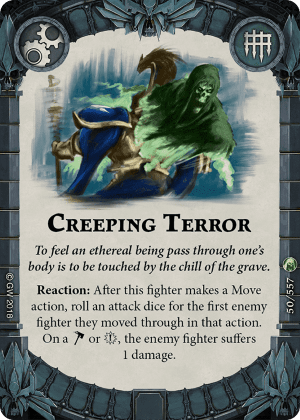 CREEPING TERROR
To feel an ethereal being pass through one's
body is to be touched by the chill of the grave.
Reaction: After this fighter makes a Move
action, roll an attack dice for the first enemy
fighter they moved through in that action.
On a or , the enemy fighter suffers
1 damage.
© GW 2018
50/557